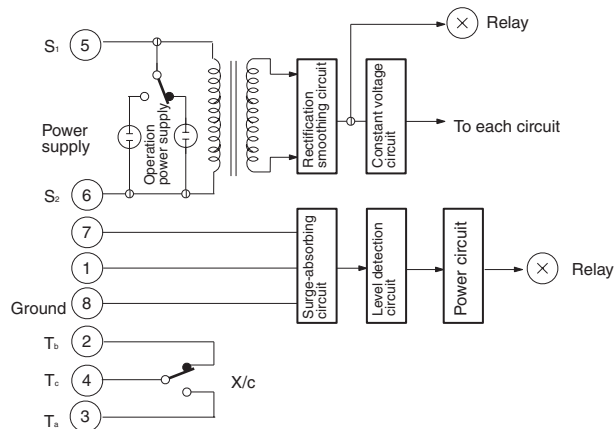 Relay
S₁ 5
Rectification
smoothing circuit
Constant voltage
circuit
To each circuit
Power
supply
Operation
power supply
S₂ 6
7
1
Ground 8
Surge-absorbing
circuit
Level detection
circuit
Power circuit
Relay
Tb 2
Tc 4
X/c
Ta 3